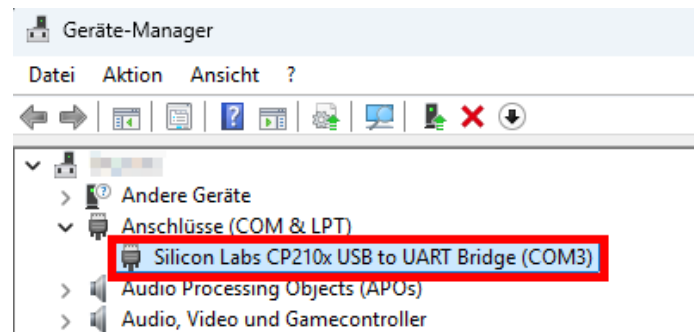 Geräte-Manager
Datei Aktion Ansicht ?
Andere Geräte
Anschlüsse (COM & LPT)
Silicon Labs CP210x USB to UART Bridge (COM3)
Audio Processing Objects (APOs)
Audio, Video und Gamecontroller